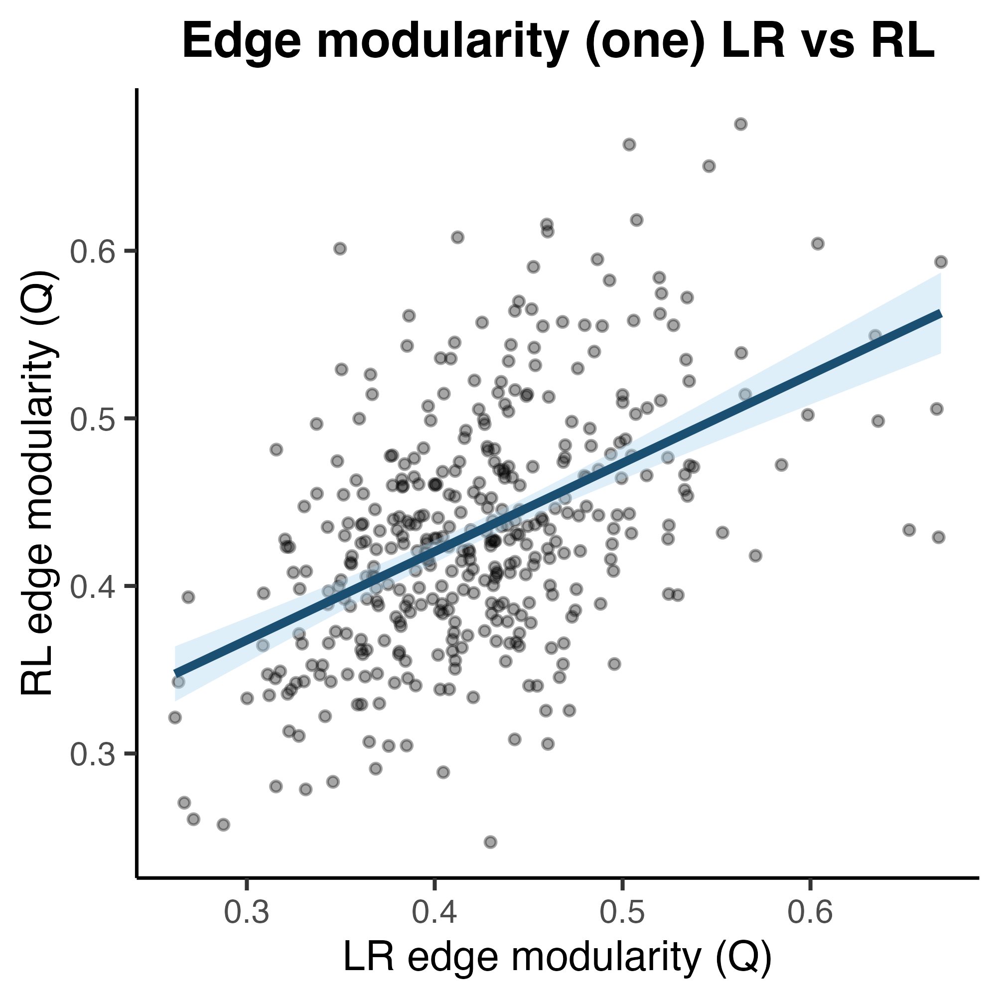 Edge modularity (one) LR vs RL
RL edge modularity (Q)
0.6
0.5
0.4
0.3
0.3 0.4 0.5 0.6
LR edge modularity (Q)